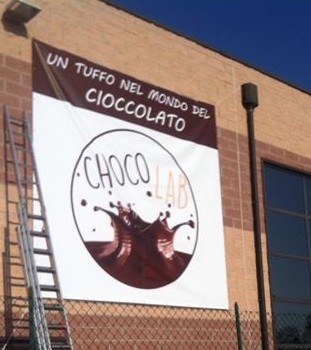 UN TUFFO NEL MONDO DEL
CIOCCOLATO
CHOCO LAB